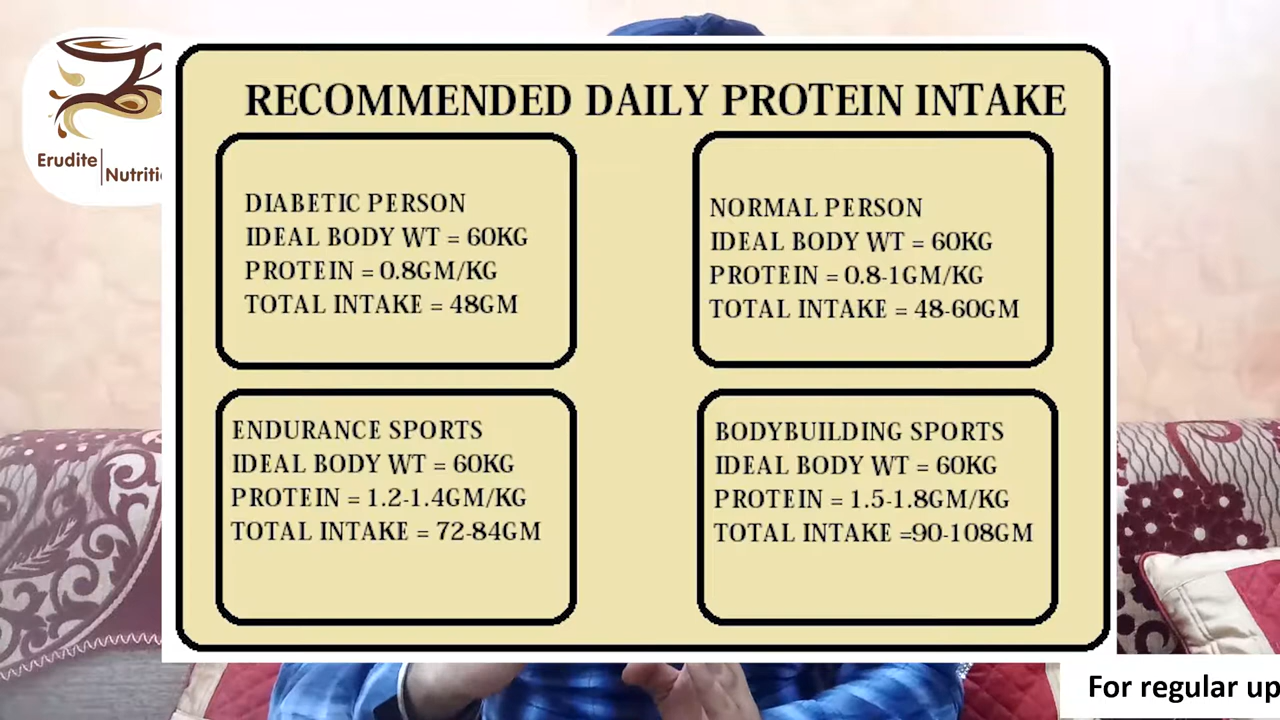 Erudite
Nutriti
RECOMMENDED DAILY PROTEIN INTAKE
DIABETIC PERSON
IDEAL BODY WT = 60KG
PROTEIN = 0.8GM/KG
TOTAL INTAKE = 48GM
NORMAL PERSON
IDEAL BODY WT = 60KG
PROTEIN = 0.8-1GM/KG
TOTAL INTAKE = 48-60GM
ENDURANCE SPORTS
IDEAL BODY WT = 60KG
PROTEIN = 1.2-1.4GM/KG
TOTAL INTAKE = 72-84GM
BODYBUILDING SPORTS
IDEAL BODY WT = 60KG
PROTEIN = 1.5-1.8GM/KG
TOTAL INTAKE =90-108GM
For regular up